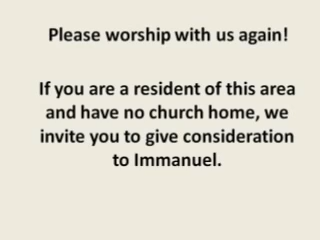 Please worship with us again!
If you are a resident of this area
and have no church home, we
invite you to give consideration
to Immanuel.